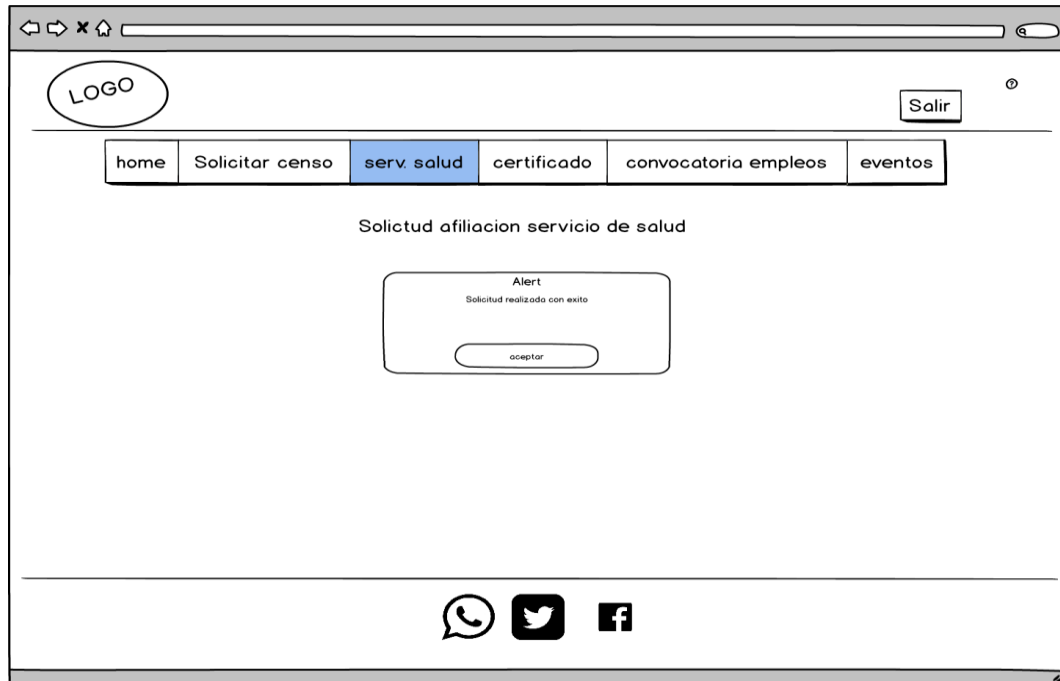 LOGO
Salir
home Solicitar censo serv. salud certificado convocatoria empleos eventos
Solictud afiliacion servicio de salud
Alert
Solicitud realizada con exito
aceptar